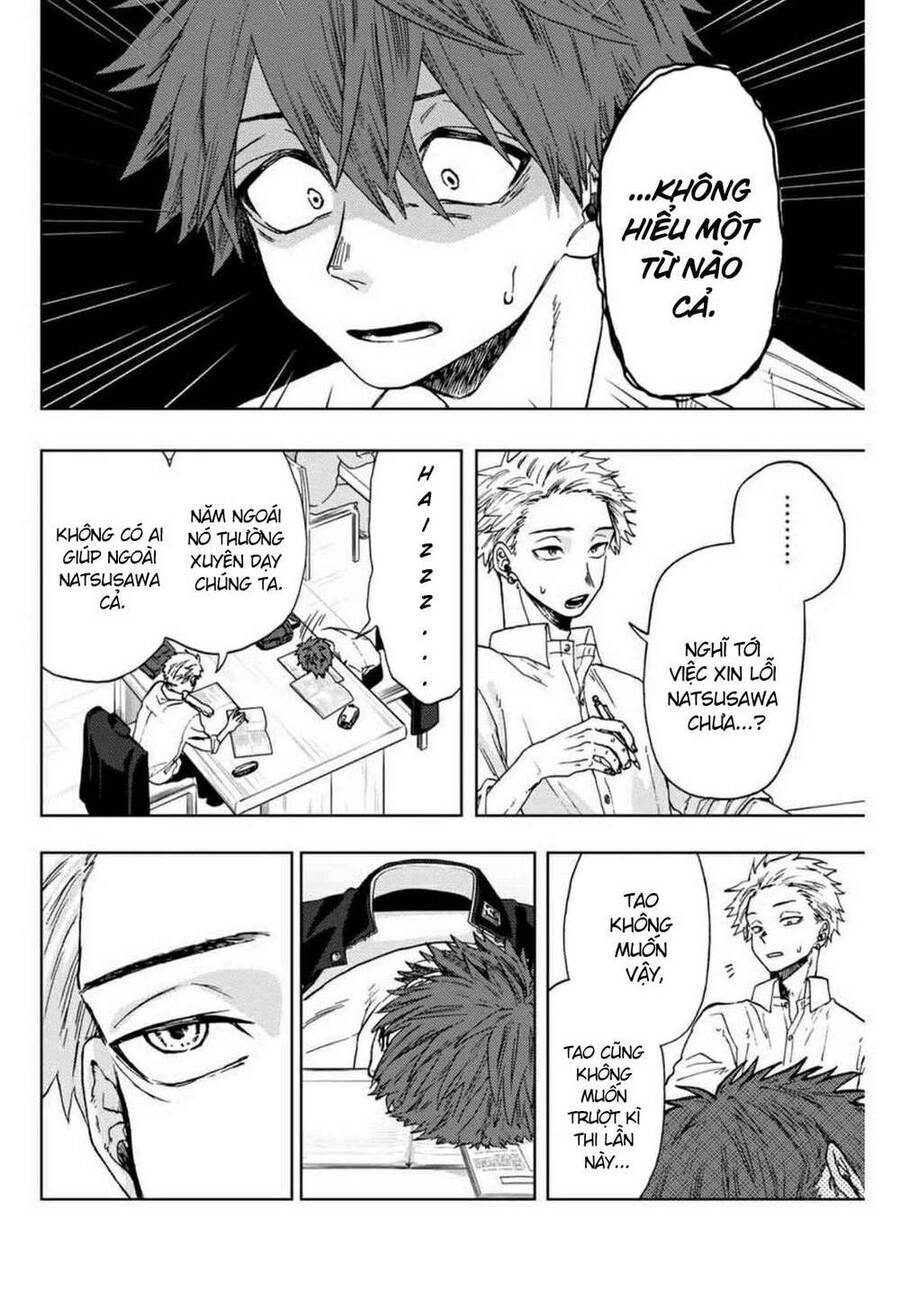 ...KHÔNG
HIỂU MỘT
TỪ NÀO
CẢ.
.......
NGHĨ TỚI
VIỆC XIN LỖI
NATSUSAWA
CHƯA...?
HAIZZZ...
NĂM NGOÁI
NÓ THƯỜNG
XUYÊN DẠY
CHÚNG TA.
KHÔNG CÓ AI
GIÚP NGOÀI
NATSUSAWA
CẢ.
TAO
KHÔNG
MUỐN
VẬY,
TAO CŨNG
KHÔNG
MUỐN
TRƯỢT KÌ
THI LẦN
NÀY...